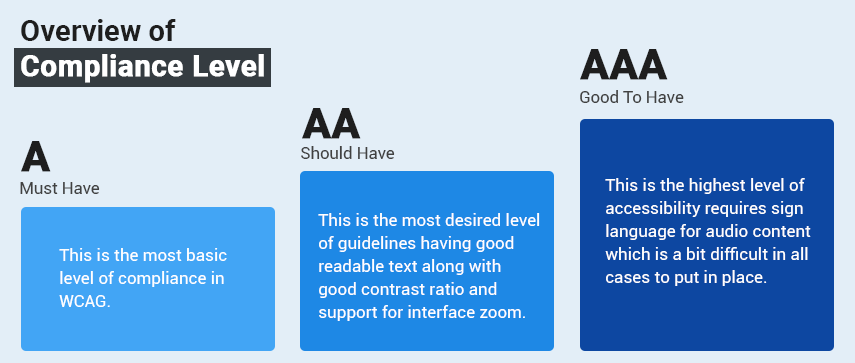 Overview of
Compliance Level
A
Must Have
This is the most basic
level of compliance in
WCAG.
AA
Should Have
This is the most desired level
of guidelines having good
readable text along with
good contrast ratio and
support for interface zoom.
AAA
Good To Have
This is the highest level of
accessibility requires sign
language for audio content
which is a bit difficult in all
cases to put in place.